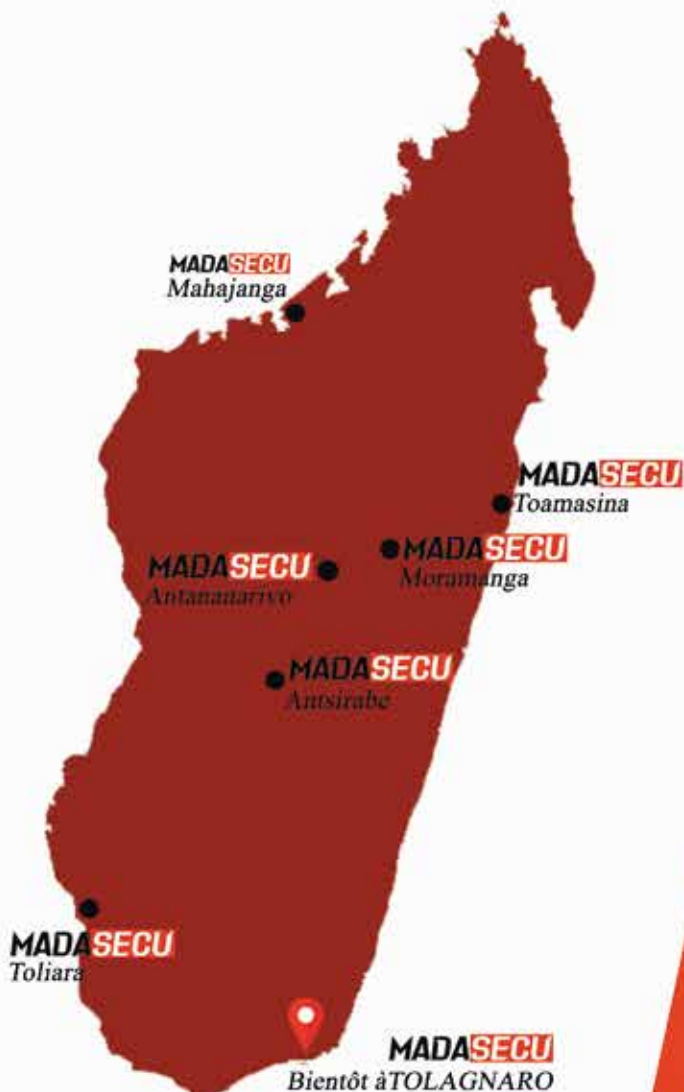 MADASECU
Mahajanga
MADASECU
Toamasina
MADASECU
Moramanga
MADASECU
Antananarivo
MADASECU
Antsirabe
MADASECU
Toliara
MADASECU
Bientôt àTOLAGNARO